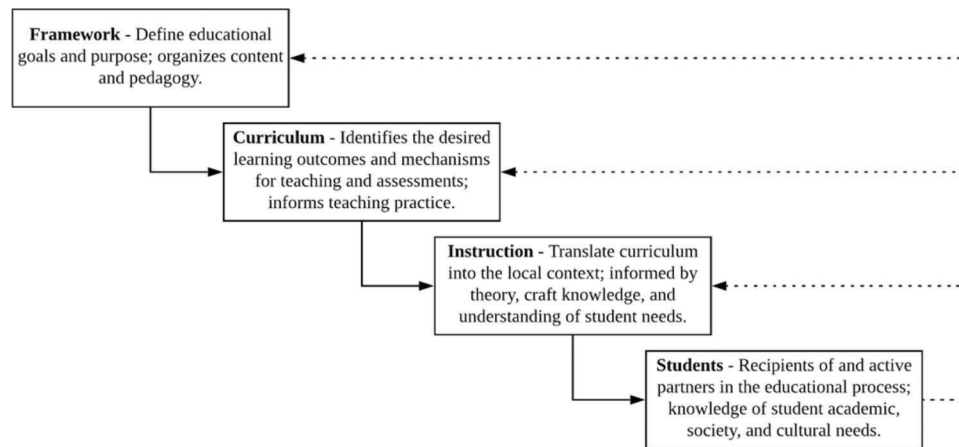 Framework - Define educational
goals and purpose; organizes content
and pedagogy.
Curriculum - Identifies the desired
learning outcomes and mechanisms
for teaching and assessments;
informs teaching practice.
Instruction - Translate curriculum
into the local context; informed by
theory, craft knowledge, and
understanding of student needs.
Students - Recipients of and active
partners in the educational process;
knowledge of student academic,
society, and cultural needs.